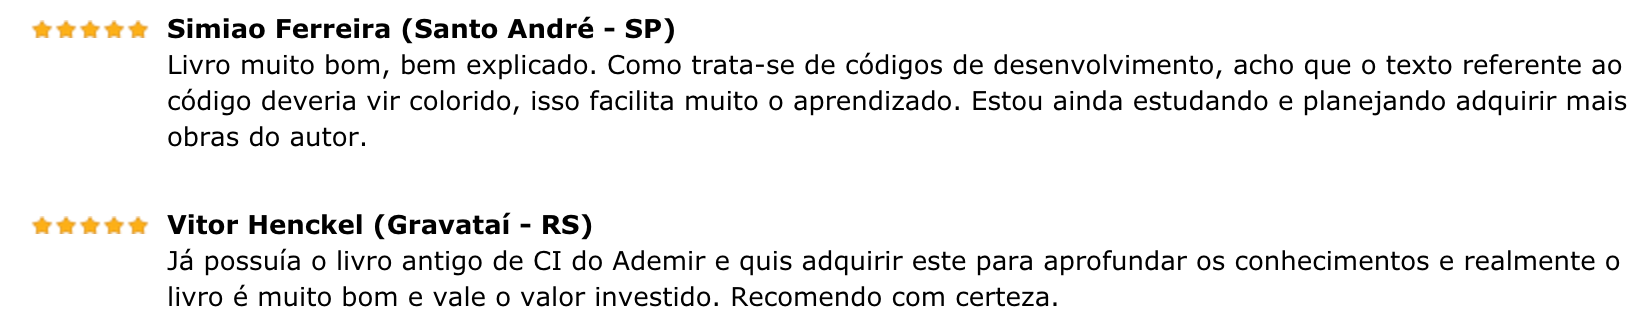 Simiao Ferreira (Santo André - SP)
Livro muito bom, bem explicado. Como trata-se de códigos de desenvolvimento, acho que o texto referente ao
código deveria vir colorido, isso facilita muito o aprendizado. Estou ainda estudando e planejando adquirir mais
obras do autor.
Vitor Henckel (Gravataí - RS)
Já possuía o livro antigo de CI do Ademir e quis adquirir este para aprofundar os conhecimentos e realmente o
livro é muito bom e vale o valor investido. Recomendo com certeza.